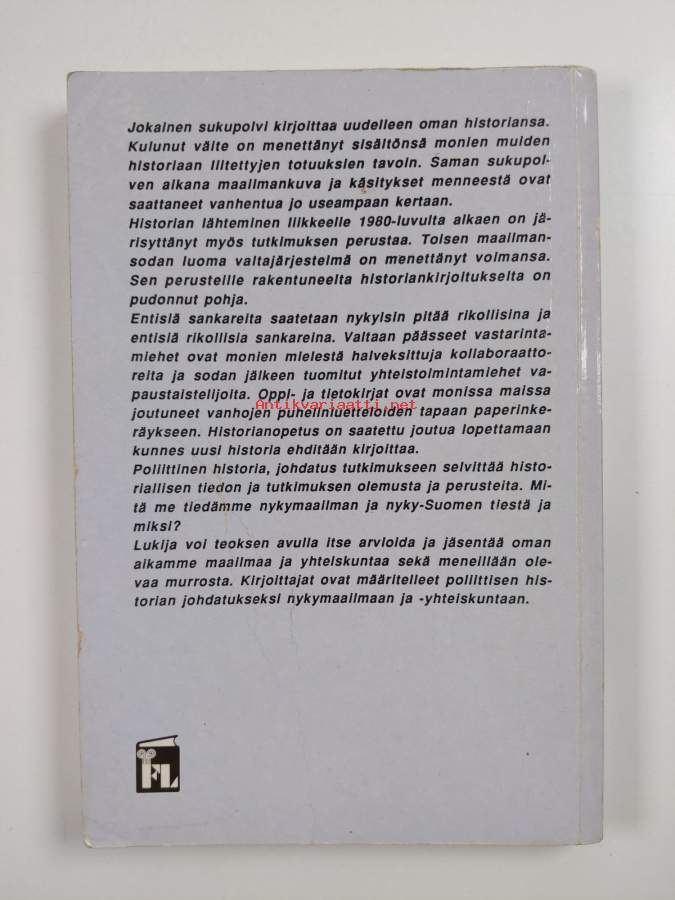 Jokainen sukupolvi kirjoittaa uudelleen oman historiansa.
Kulunut väite on menettänyt sisältönsä monien muiden
historiaan liitettyjen totuuksien tavoin. Saman sukupol-
ven aikana maailmankuva ja käsitykset menneestä ovat
saattaneet vanhentua jo useampaan kertaan.
Historian lähteminen liikkeelle 1980-luvulta alkaen on jä-
risyttänyt myös tutkimuksen perustaa. Toisen maailman-
sodan luoma valtajärjestelmä on menettänyt voimansa.
Sen perusteille rakentuneelta historiankirjoitukselta on
pudonnut pohja.
Entisiä sankareita saatetaan nykyisin pitää rikollisina ja
entisiä rikollisia sankareina. Valtaan päässeet vastarinta-
miehet ovat monien mielestä halveksittuja kollaboraatto-
reita ja sodan jälkeen tuomitut yhteistoimintamiehet va-
paustaistelijoita. Oppi- ja tietokirjat ovat monissa maissa
Antikvariaatti.net
joutuneet vanhojen puhelinluetteloiden tapaan paperinke-
räykseen. Historianopetus on saatettu joutua lopettamaan
kunnes uusi historia ehditään kirjoittaa.
Poliittinen historia, johdatus tutkimukseen selvittää histo-
riallisen tiedon ja tutkimuksen olemusta ja perusteita. Mi-
tä me tiedämme nykymaailman ja nyky-Suomen tiestä ja
miksi?
Lukija voi teoksen avulla itse arvioida ja jäsentää oman
aikamme maailmaa ja yhteiskuntaa sekä meneillään ole-
vaa murrosta. Kirjoittajat ovat määritelleet poliittisen his-
torian johdatukseksi nykymaailmaan ja -yhteiskuntaan.
FL